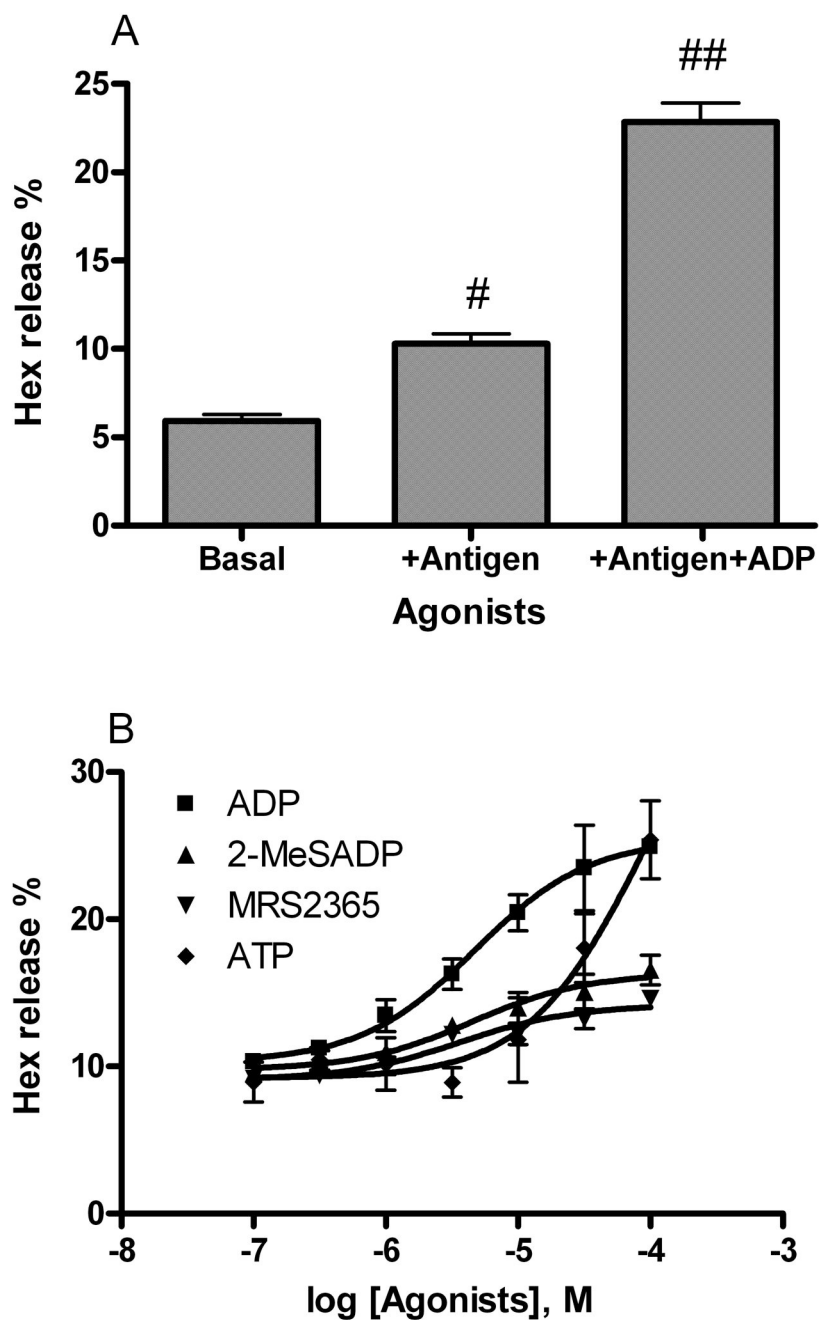 A
##
25
20
#
15
10
5
0
Hex release %
Basal +Antigen +Antigen+ADP
Agonists
B
30
ADP
2-MeSADP
MRS2365
ATP
20
10
0
Hex release %
-8 -7 -6 -5 -4 -3
log [Agonists], M